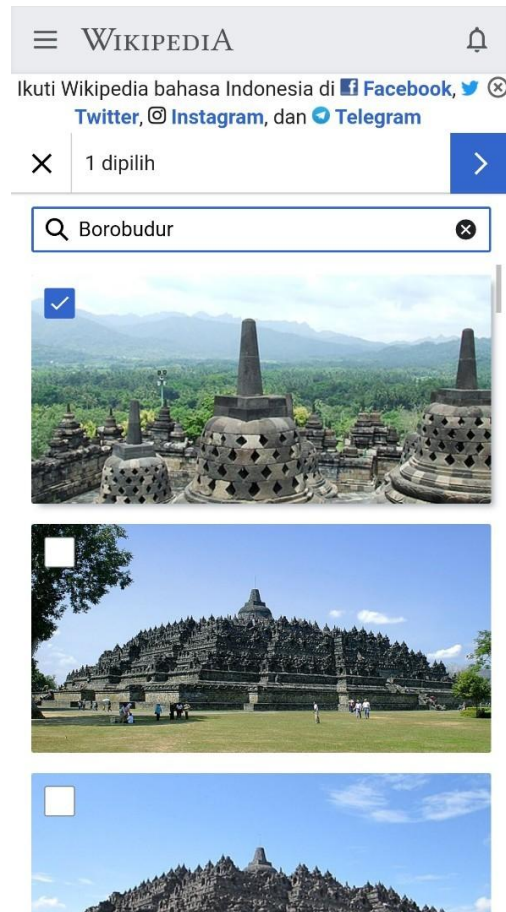 WIKIPEDIA
Ikuti Wikipedia bahasa Indonesia di Facebook,
Twitter, Instagram, dan Telegram
1 dipilih
Borobudur